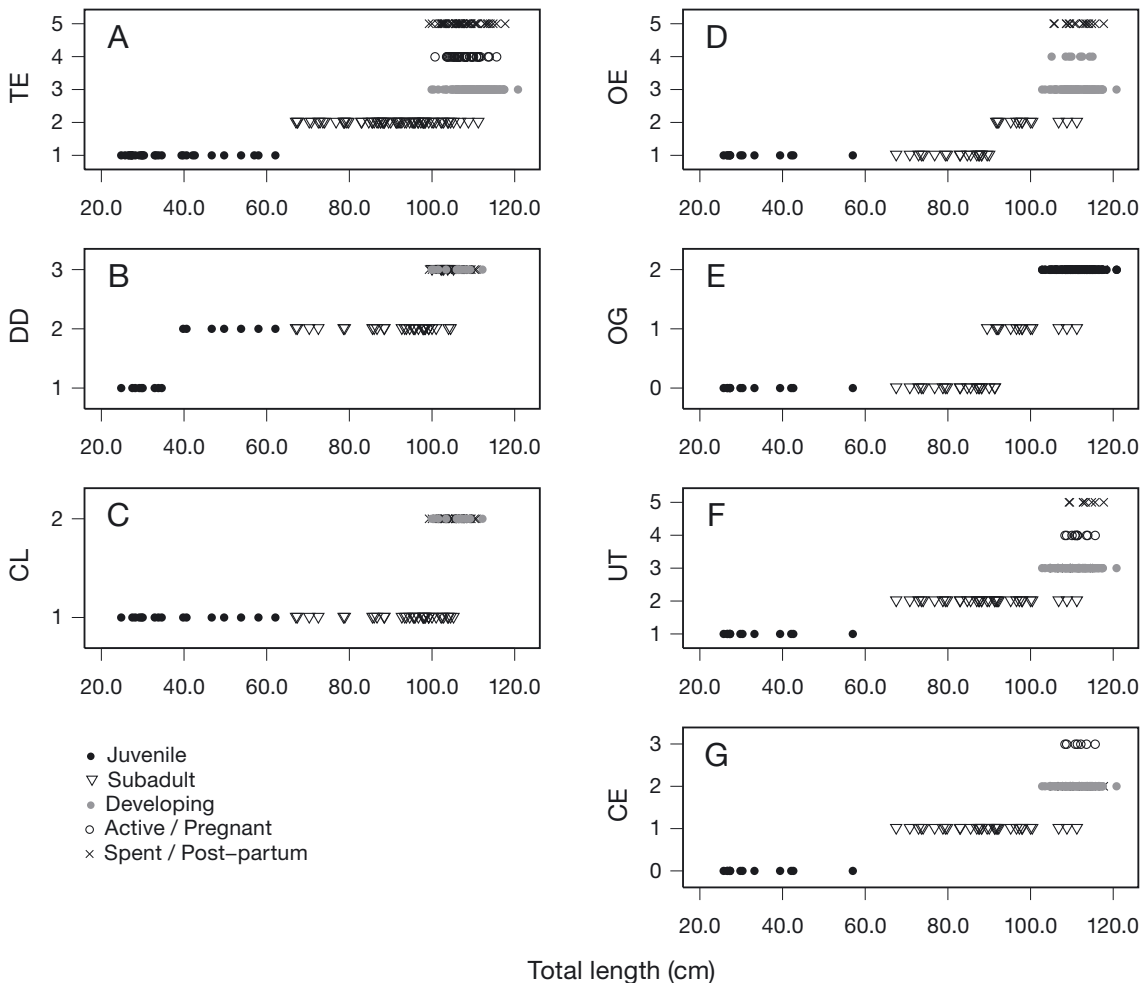 A
TE
5
4
3
2
1
20.0 40.0 60.0 80.0 100.0 120.0
B
DD
3
2
1
20.0 40.0 60.0 80.0 100.0 120.0
C
CL
2
1
20.0 40.0 60.0 80.0 100.0 120.0
Juvenile
Subadult
Developing
Active / Pregnant
Spent / Post–partum
D
OE
5
4
3
2
1
20.0 40.0 60.0 80.0 100.0 120.0
E
OG
2
1
0
20.0 40.0 60.0 80.0 100.0 120.0
F
UT
5
4
3
2
1
20.0 40.0 60.0 80.0 100.0 120.0
G
CE
3
2
1
0
20.0 40.0 60.0 80.0 100.0 120.0
Total length (cm)